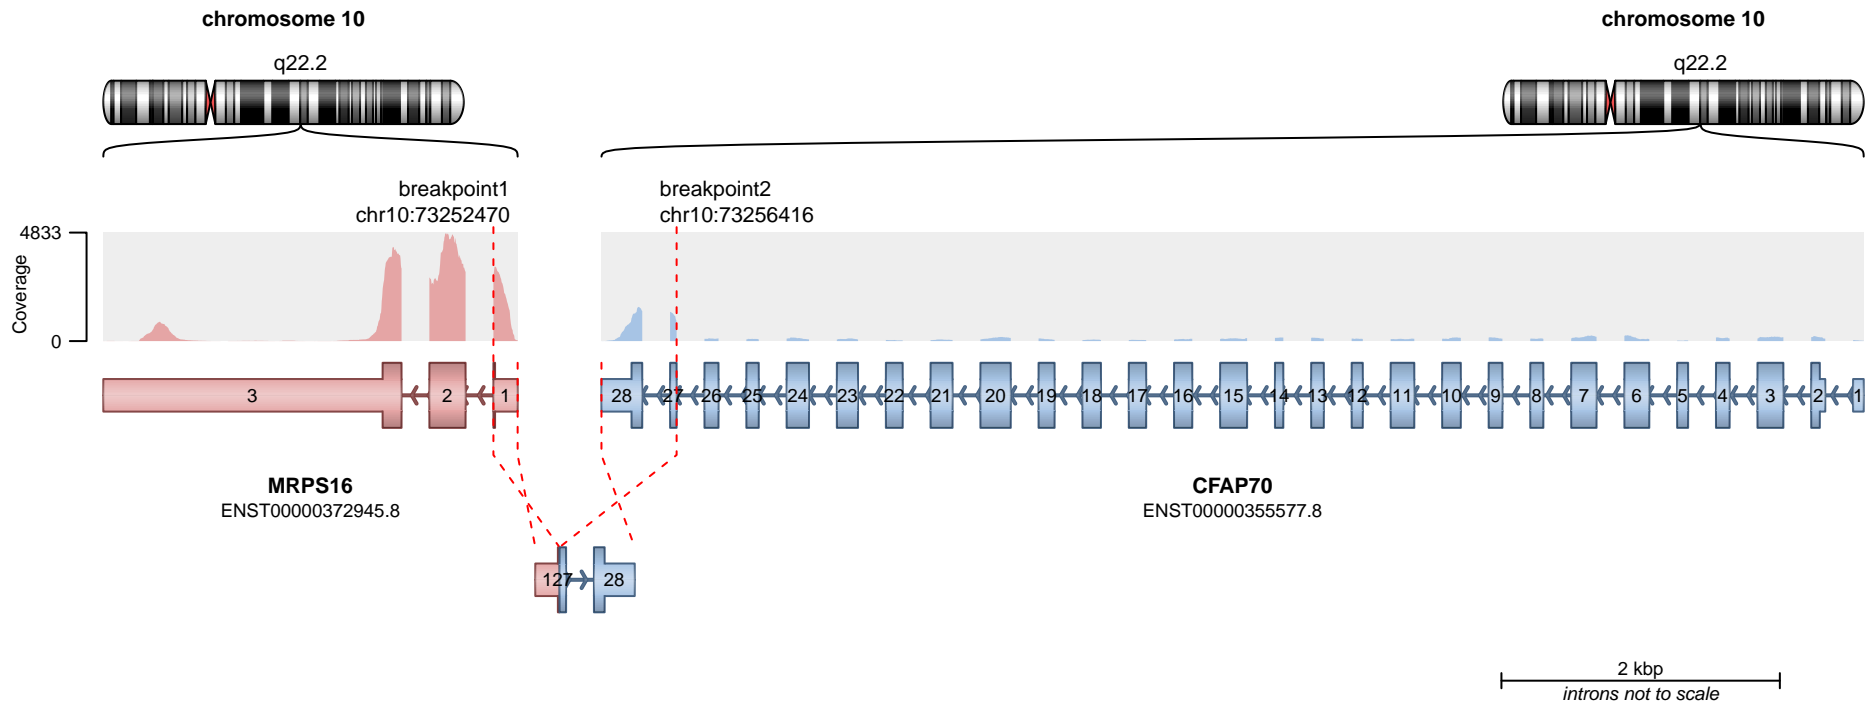 chromosome 10
chromosome 10
q22.2
q22.2
breakpoint1
chr10:73252470
breakpoint2
chr10:73256416
4833
Coverage
0
3 2 1
28 27 26 25 24 23 22 21 20 19 18 17 16 15 14 13 12 11 10 9 8 7 6 5 4 3 2 1
MRPS16
ENST00000372945.8
CFAP70
ENST00000355577.8
1 27 28
2 kbp
introns not to scale